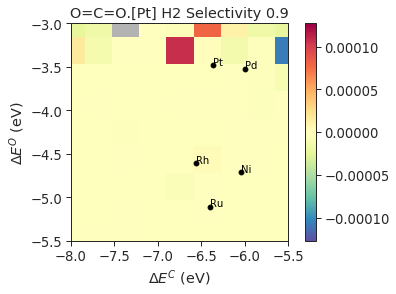 O=C=O.[Pt] H2 Selectivity 0.9
−3.0
−3.5
−4.0
−4.5
−5.0
−5.5
ΔE^O (eV)
Pt
Pd
Rh
Ni
Ru
−8.0 −7.5 −7.0 −6.5 −6.0 −5.5
ΔE^C (eV)
0.00010
0.00005
0.00000
−0.00005
−0.00010